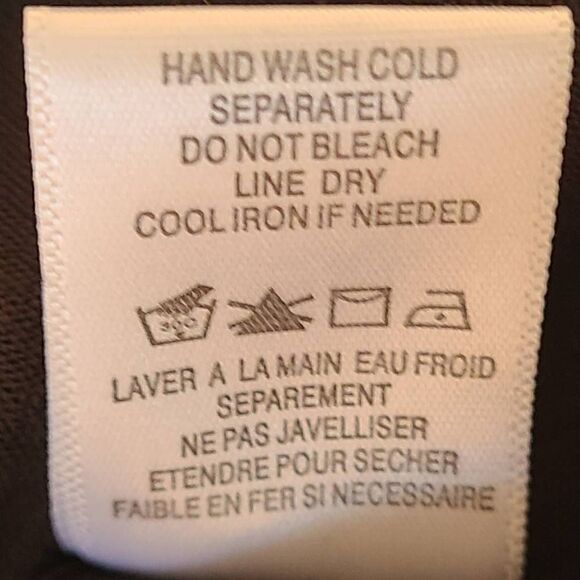 HAND WASH COLD
SEPARATELY
DO NOT BLEACH
LINE DRY
COOL IRON IF NEEDED
30C
LAVER A LA MAIN EAU FROID
SEPAREMENT
NE PAS JAVELLISER
ETENDRE POUR SECHER
FAIBLE EN FER SI NECESSAIRE